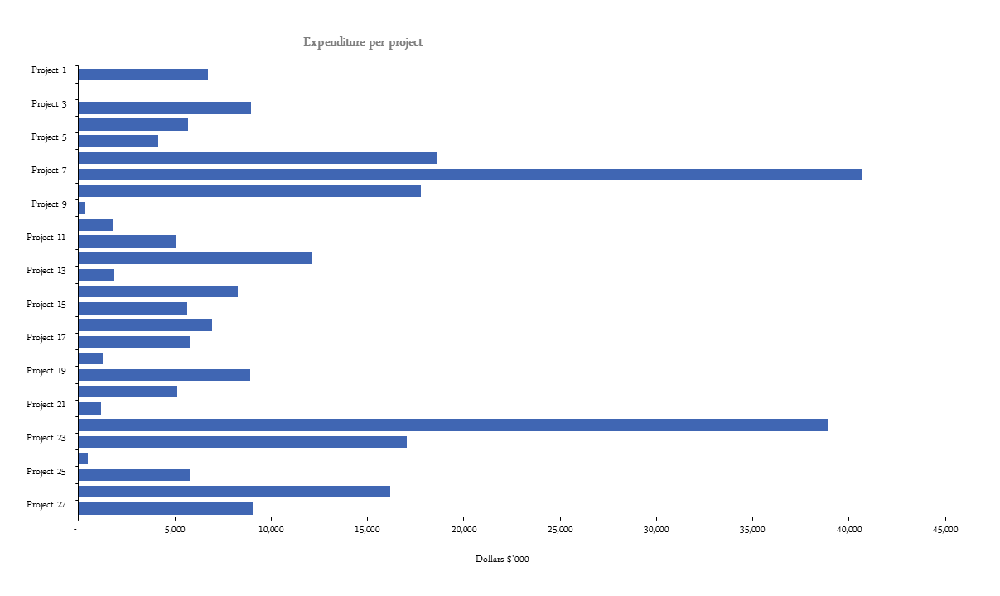 Expenditure per project
Project 1
Project 3
Project 5
Project 7
Project 9
Project 11
Project 13
Project 15
Project 17
Project 19
Project 21
Project 23
Project 25
Project 27
- 5,000 10,000 15,000 20,000 25,000 30,000 35,000 40,000 45,000
Dollars $'000